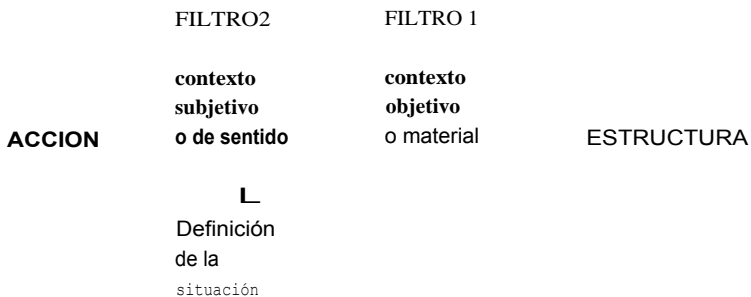 FILTRO2 FILTRO 1
contexto contexto
subjetivo objetivo
ACCION o de sentido o material ESTRUCTURA
Definición
de la
situación